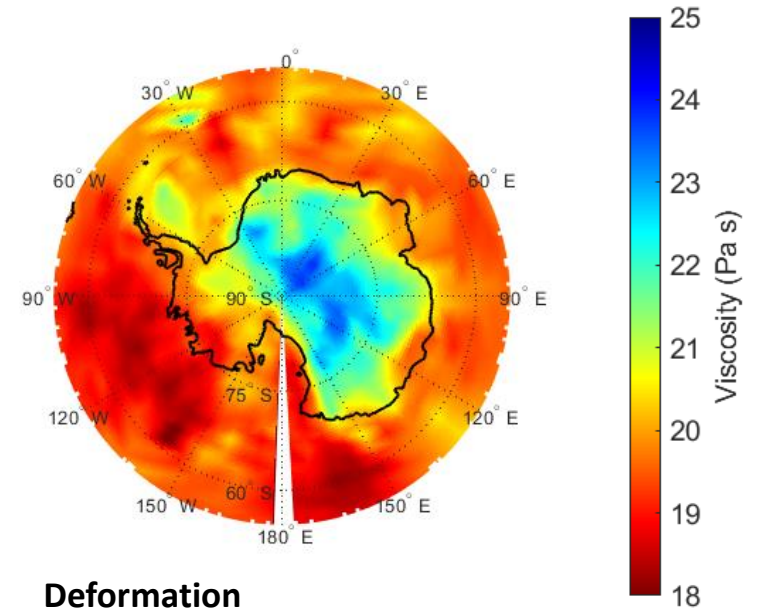 0°
30° W
30° E
60° W
60° E
90° W
90° S
90° E
75° S
120° W
120° E
60° S
150° W
150° E
180° E
25
24
23
22
21
20
19
18
Viscosity (Pa s)
Deformation